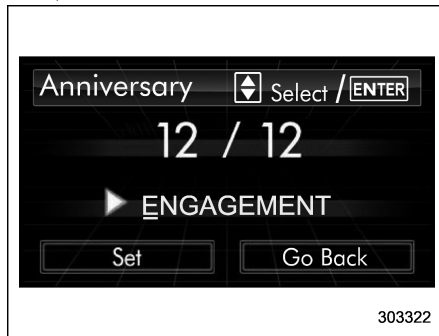 Anniversary Select / ENTER
12 / 12
ENGAGEMENT
Set Go Back
303322